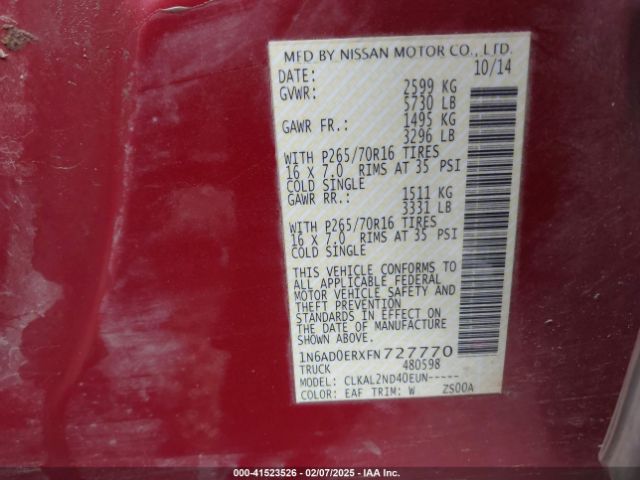 MFD BY NISSAN MOTOR CO., LTD.
DATE: 10/14
GVWR: 2599 KG
5730 LB
GAWR FR.: 1495 KG
3296 LB
WITH P265/70R16 TIRES
16 X 7.0 RIMS AT 35 PSI
COLD SINGLE
GAWR RR.: 1511 KG
3331 LB
WITH P265/70R16 TIRES
16 X 7.0 RIMS AT 35 PSI
COLD SINGLE
THIS VEHICLE CONFORMS TO
ALL APPLICABLE FEDERAL
MOTOR VEHICLE SAFETY AND
THEFT PREVENTION
STANDARDS IN EFFECT ON
THE DATE OF MANUFACTURE
SHOWN ABOVE.
1N6AD0ERXFN727770
TRUCK 480598
MODEL: CLKAL2ND40EUN-----
COLOR: EAF TRIM: W ZS00A
000-41523526 - 02/07/2025 - IAA Inc.